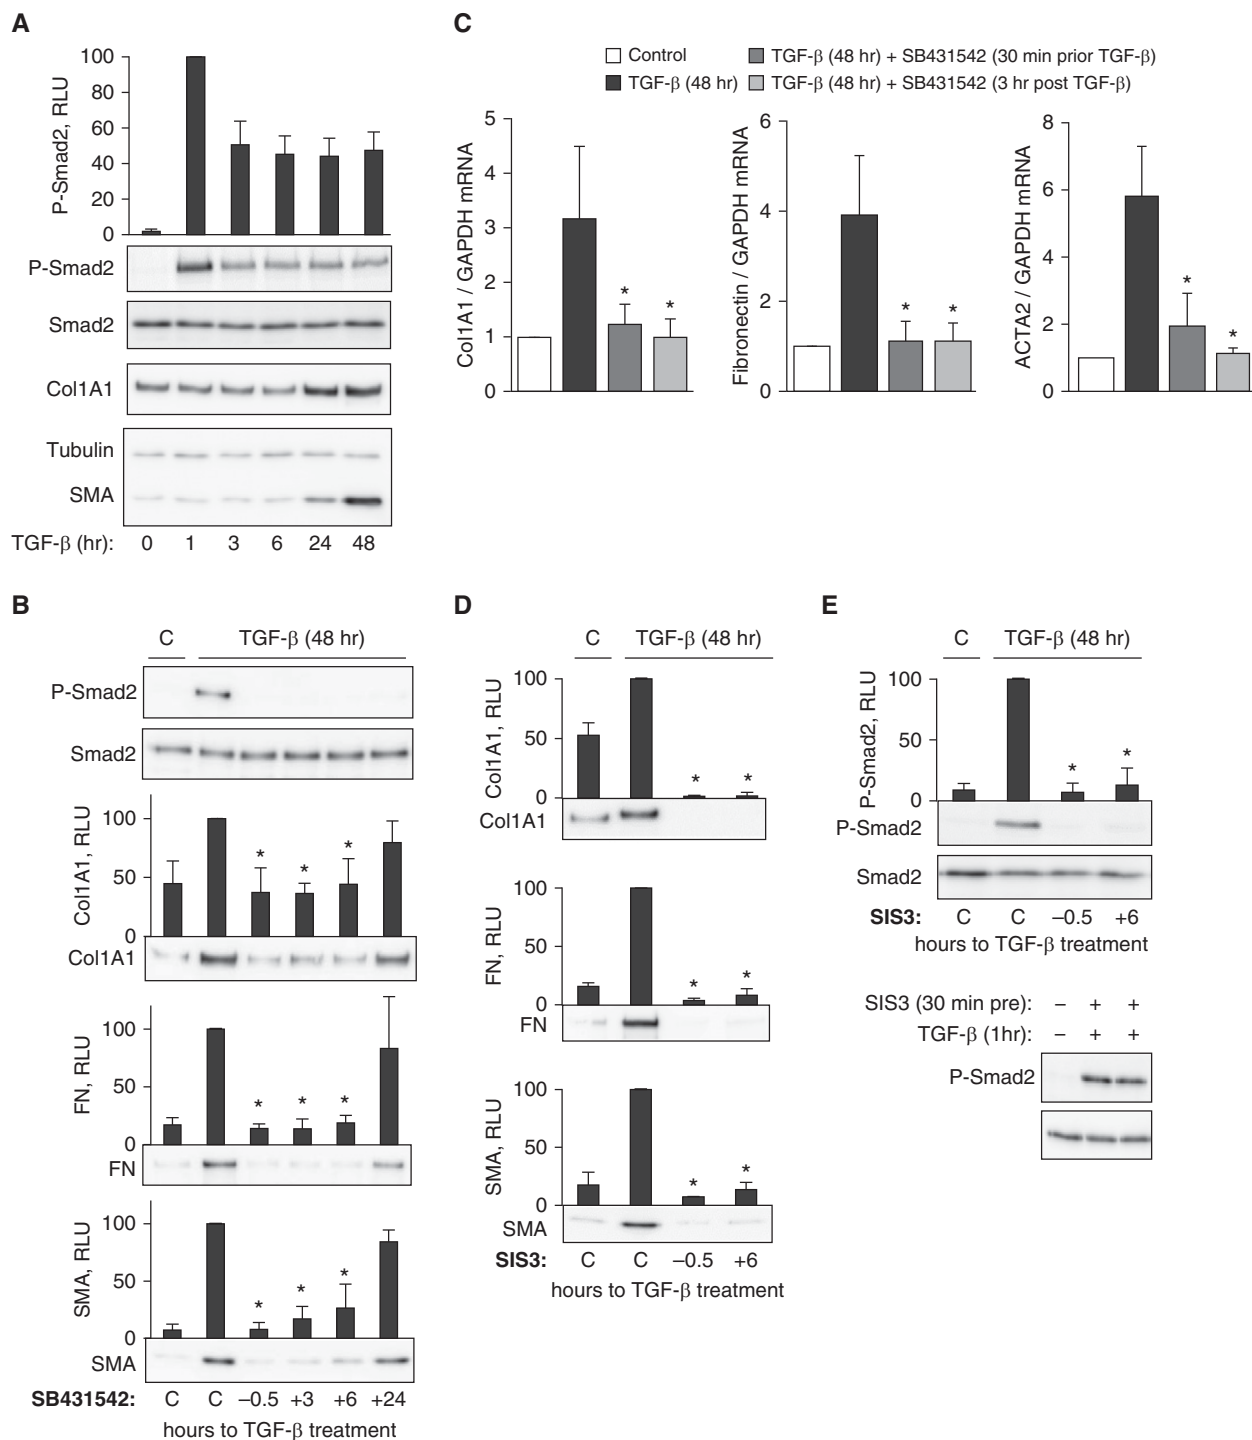 A
100
80
60
40
20
0
P-Smad2, RLU
P-Smad2
Smad2
Col1A1
Tubulin
SMA
TGF-β (hr): 0 1 3 6 24 48
C
Control
TGF-β (48 hr) + SB431542 (30 min prior TGF-β)
TGF-β (48 hr)
TGF-β (48 hr) + SB431542 (3 hr post TGF-β)
5
4
3
2
1
0
Col1A1 / GAPDH mRNA
* *
6
4
2
0
Fibronectin / GAPDH mRNA
* *
8
6
4
2
0
ACTA2 / GAPDH mRNA
* *
B
C TGF-β (48 hr)
P-Smad2
Smad2
100
50
0
Col1A1, RLU
* * *
Col1A1
100
50
0
FN, RLU
* * *
FN
100
50
0
SMA, RLU
* * *
SMA
SB431542: C C –0.5 +3 +6 +24
hours to TGF-β treatment
D
C TGF-β (48 hr)
100
50
0
Col1A1, RLU
* *
Col1A1
100
50
0
FN, RLU
* *
FN
100
50
0
SMA, RLU
* *
SMA
SIS3: C C –0.5 +6
hours to TGF-β treatment
E
C TGF-β (48 hr)
100
50
0
P-Smad2, RLU
* *
P-Smad2
Smad2
SIS3: C C –0.5 +6
hours to TGF-β treatment
SIS3 (30 min pre): – + +
TGF-β (1hr): – + +
P-Smad2